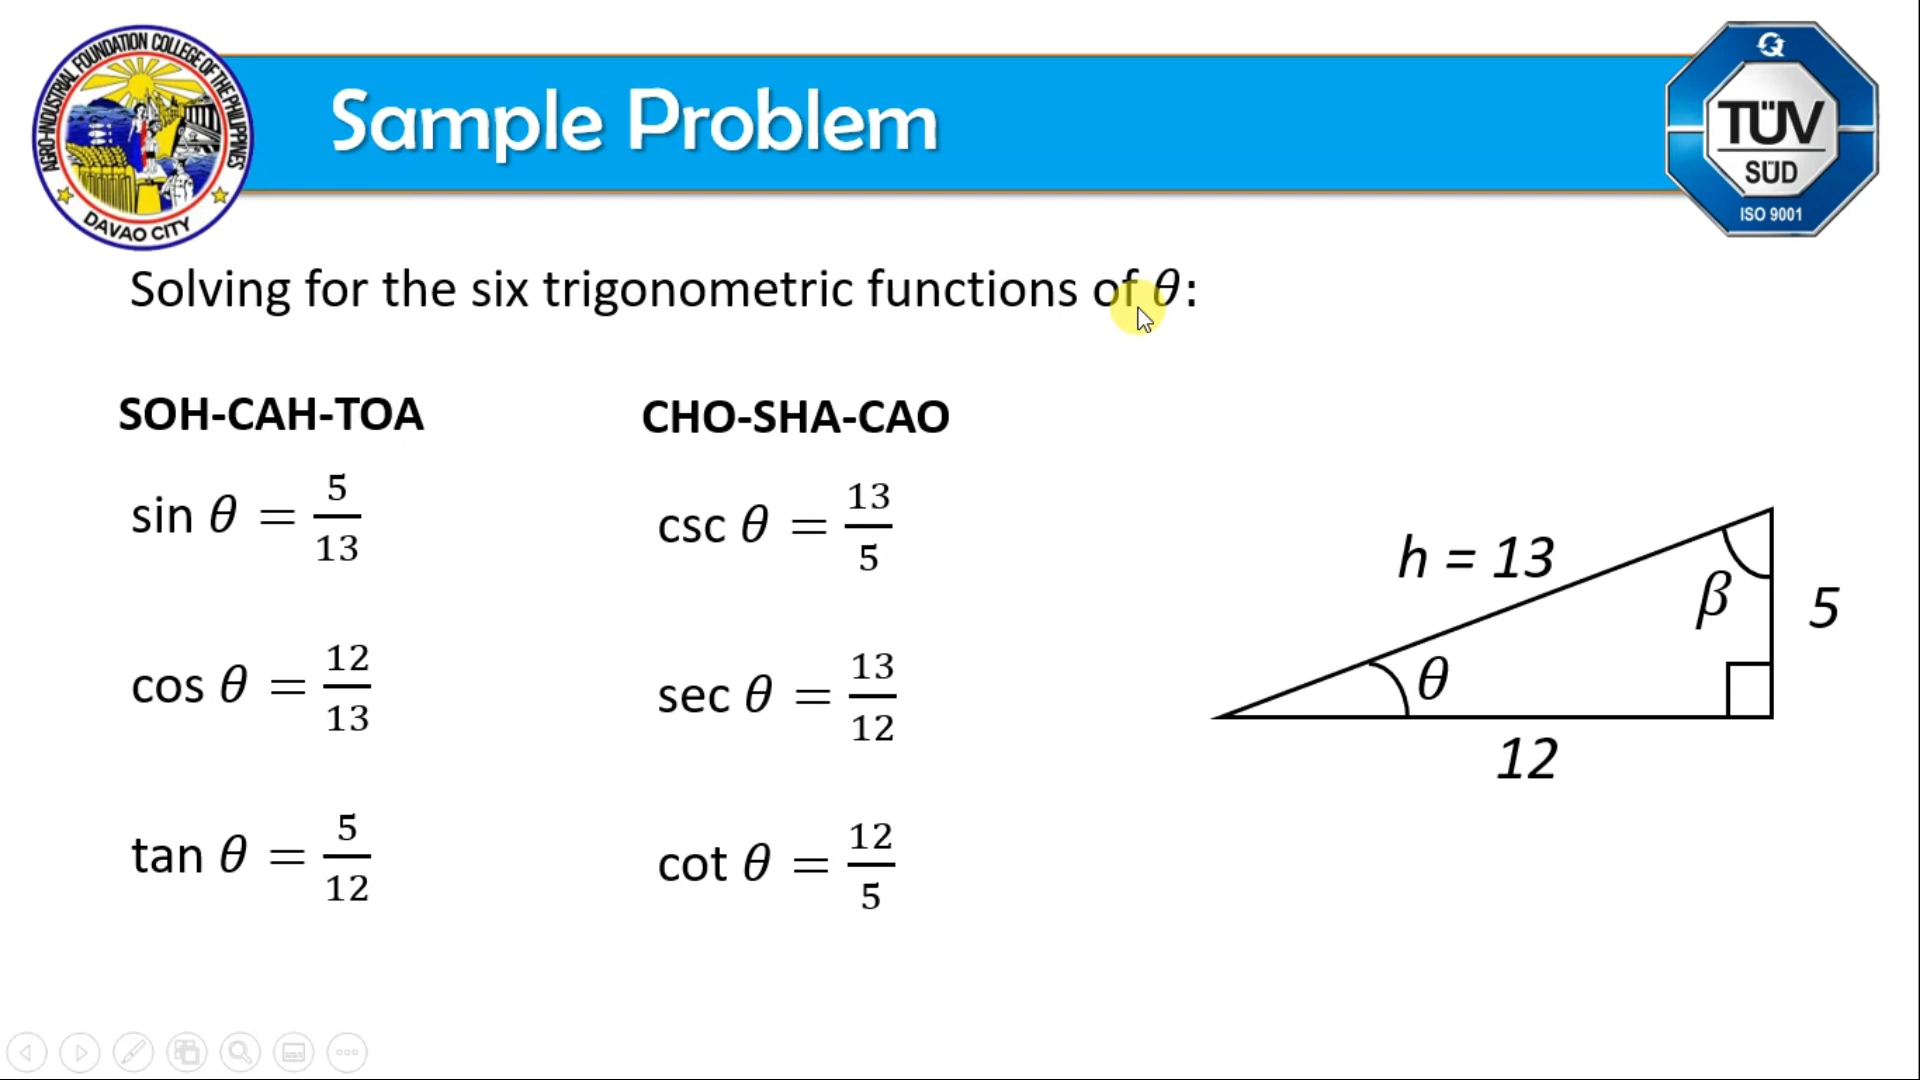 AGRO-INDUSTRIAL FOUNDATION COLLEGE OF THE PHILIPPINES
DAVAO CITY
Sample Problem
TÜV
SÜD
ISO 9001
Solving for the six trigonometric functions of θ:
SOH-CAH-TOA
sin θ = 5/13
cos θ = 12/13
tan θ = 5/12
CHO-SHA-CAO
csc θ = 13/5
sec θ = 13/12
cot θ = 12/5
h = 13
β
5
θ
12